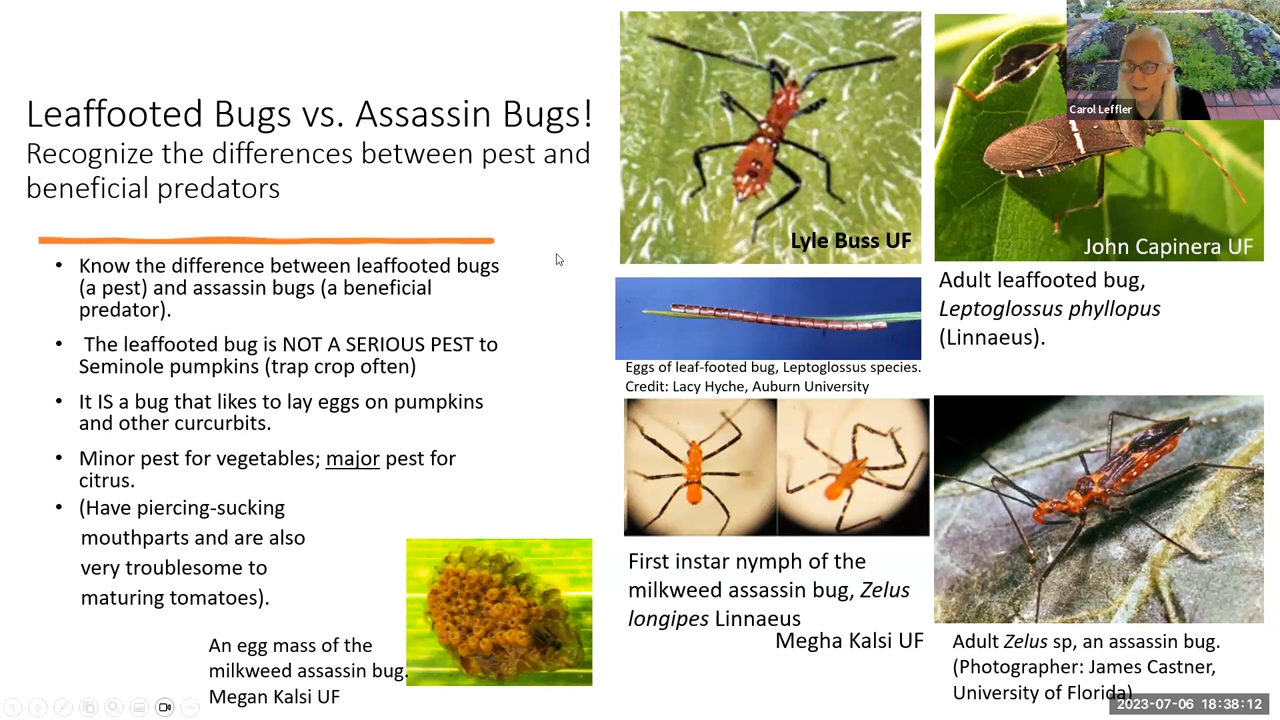 Leaffooted Bugs vs. Assassin Bugs!
Recognize the differences between pest and
beneficial predators
• Know the difference between leaffooted bugs
(a pest) and assassin bugs (a beneficial
predator).
• The leaffooted bug is NOT A SERIOUS PEST to
Seminole pumpkins (trap crop often)
• It IS a bug that likes to lay eggs on pumpkins
and other curcurbits.
• Minor pest for vegetables; major pest for
citrus.
• (Have piercing-sucking
mouthparts and are also
very troublesome to
maturing tomatoes).
An egg mass of the
milkweed assassin bug.
Megan Kalsi UF
Lyle Buss UF
Eggs of leaf-footed bug, Leptoglossus species.
Credit: Lacy Hyche, Auburn University
First instar nymph of the
milkweed assassin bug, Zelus
longipes Linnaeus
Megha Kalsi UF
Carol Leffler
John Capinera UF
Adult leaffooted bug,
Leptoglossus phyllopus
(Linnaeus).
Adult Zelus sp, an assassin bug.
(Photographer: James Castner,
University of Florida)
2023-07-06 18:38:12